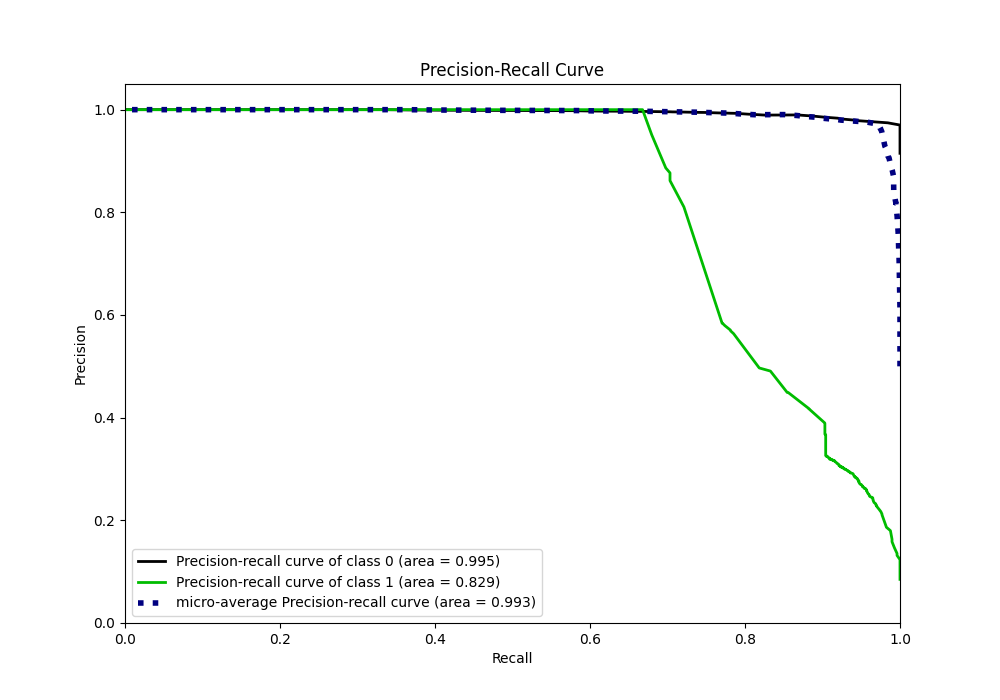 Precision-Recall Curve
1.0
0.8
0.6
0.4
0.2
0.0
Precision
Precision-recall curve of class 0 (area = 0.995)
Precision-recall curve of class 1 (area = 0.829)
micro-average Precision-recall curve (area = 0.993)
0.0 0.2 0.4 0.6 0.8 1.0
Recall